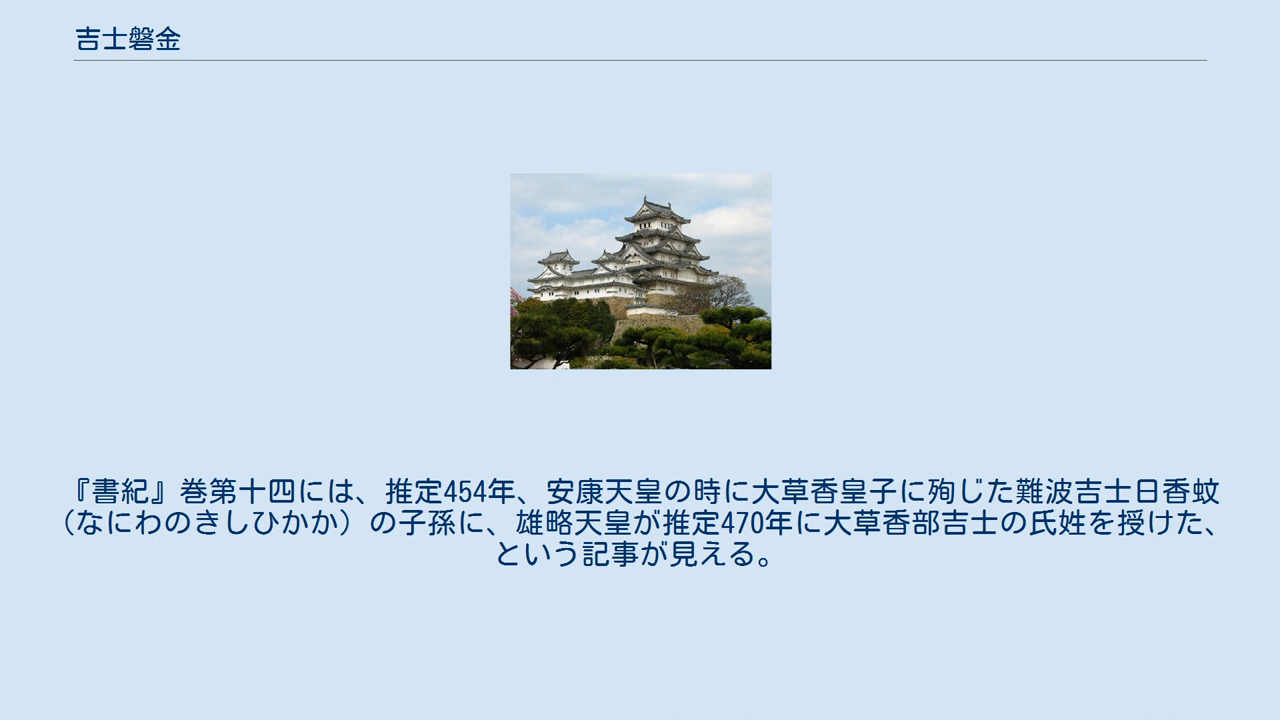 吉士磐金
『書紀』巻第十四には、推定454年、安康天皇の時に大草香皇子に殉じた難波吉士日香蚊
（なにわのきしひかか）の子孫に、雄略天皇が推定470年に大草香部吉士の氏姓を授けた、
という記事が見える。